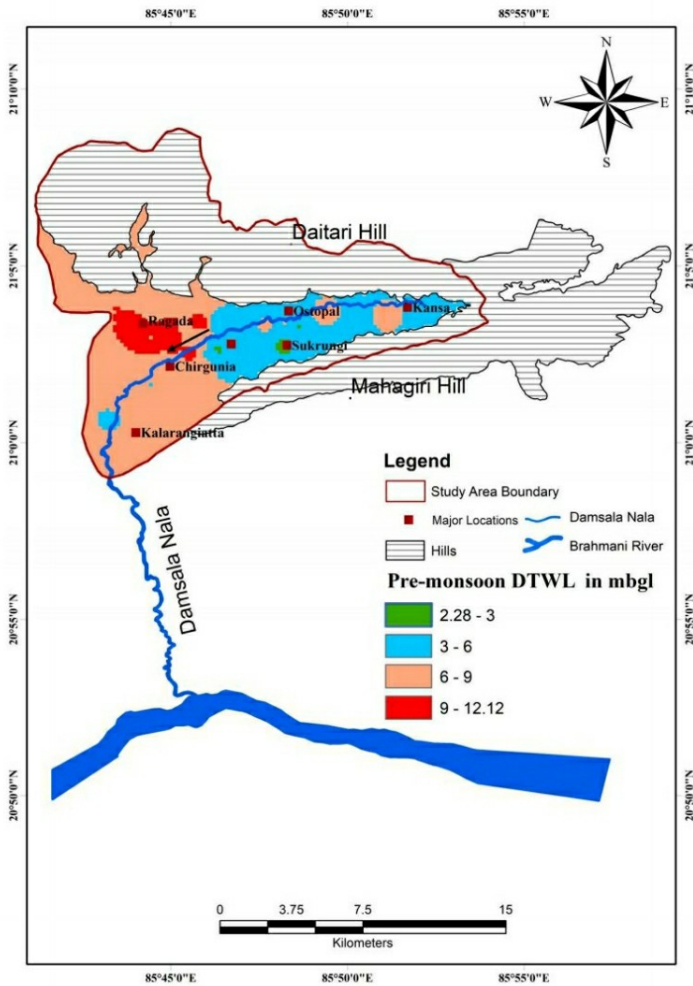 85°45'0"E 85°50'0"E 85°55'0"E
N
W E
S
21°10'0"N 21°10'0"N
Daitari Hill
21°5'0"N 21°5'0"N
Ragada
Ostopal
Kansa
Sukrungi
Chirgunia
Mahagiri Hill
Kalarangiatta
21°0'0"N 21°0'0"N
Legend
Study Area Boundary
Major Locations
Damsala Nala
Hills
Brahmani River
Pre-monsoon DTWL in mbgl
2.28 - 3
3 - 6
6 - 9
9 - 12.12
Damsala Nala
20°55'0"N 20°55'0"N
20°50'0"N 20°50'0"N
0 3.75 7.5 15
Kilometers
85°45'0"E 85°50'0"E 85°55'0"E